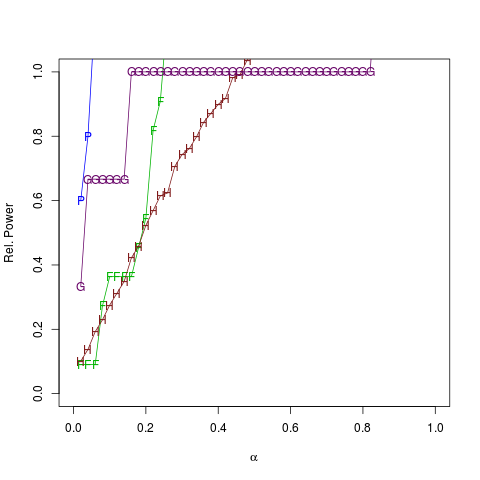 1.0
0.8
0.6
0.4
0.2
0.0
Rel. Power
0.0 0.2 0.4 0.6 0.8 1.0
α
P
P
G
G G G G G G
G G G G G G G G G G G G G G G G G G G G G G G G G G G G G G G G G G
F F F F F F F F F F F F
H H H H H H H H H H H H H H H H H H H H H H H H